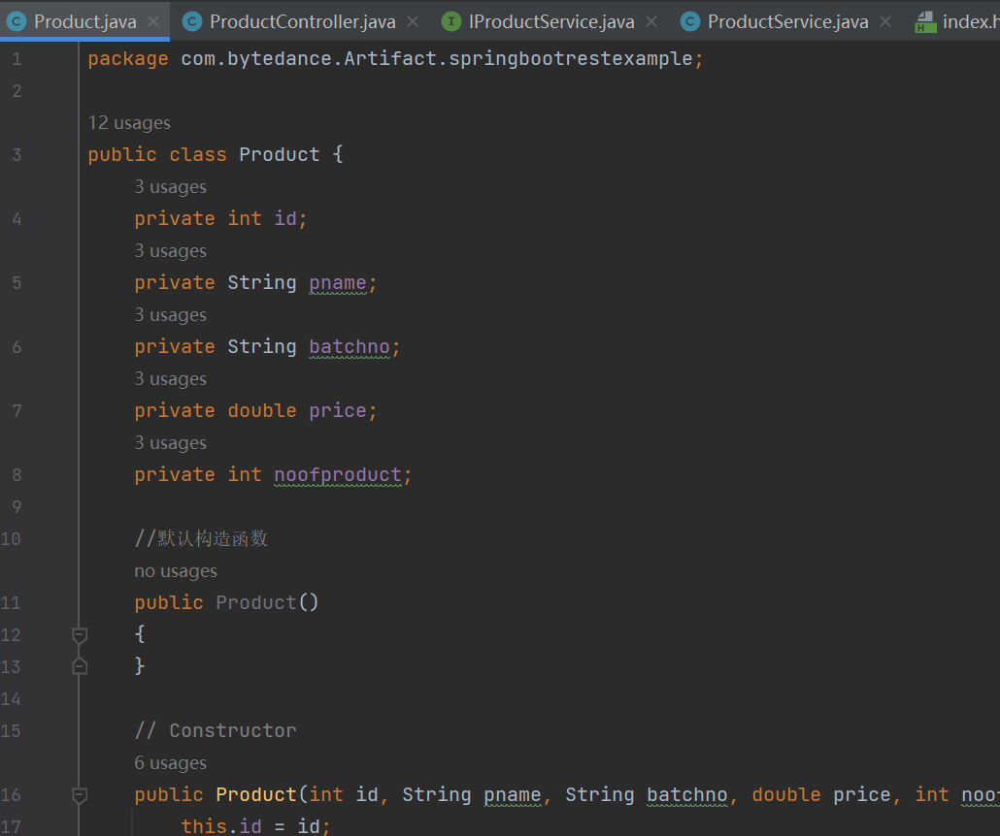 Product.java ProductController.java IProductService.java ProductService.java index.h
1 package com.bytedance.Artifact.springbootrestexample;
2
12 usages
3 public class Product {
3 usages
4 private int id;
3 usages
5 private String pname;
3 usages
6 private String batchno;
3 usages
7 private double price;
3 usages
8 private int noofproduct;
9
10 //默认构造函数
no usages
11 public Product()
12 {
13 }
14
15 // Constructor
6 usages
16 public Product(int id, String pname, String batchno, double price, int noof
17 this.id = id;